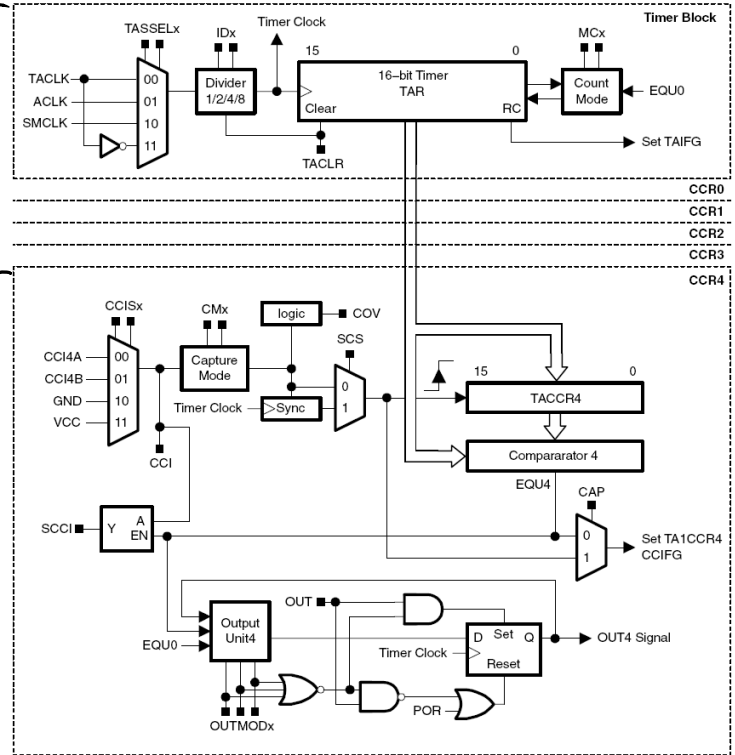 Timer Block
TASSELx
IDx
Timer Clock
15
0
MCx
TACLK
00
ACLK
01
SMCLK
10
11
Divider
1/2/4/8
16-bit Timer
TAR
Clear
RC
Count
Mode
EQU0
Set TAIFG
TACLR
CCR0
CCR1
CCR2
CCR3
CCR4
CCISx
CMx
logic
COV
SCS
CCI4A
00
CCI4B
01
GND
10
VCC
11
Capture
Mode
Timer Clock
Sync
0
1
15
0
TACCR4
CCI
Compararator 4
EQU4
CAP
SCCI
Y
A
EN
0
1
Set TA1CCR4
CCIFG
OUT
Output
Unit4
EQU0
D
Set
Q
Timer Clock
Reset
OUT4 Signal
POR
OUTMODx